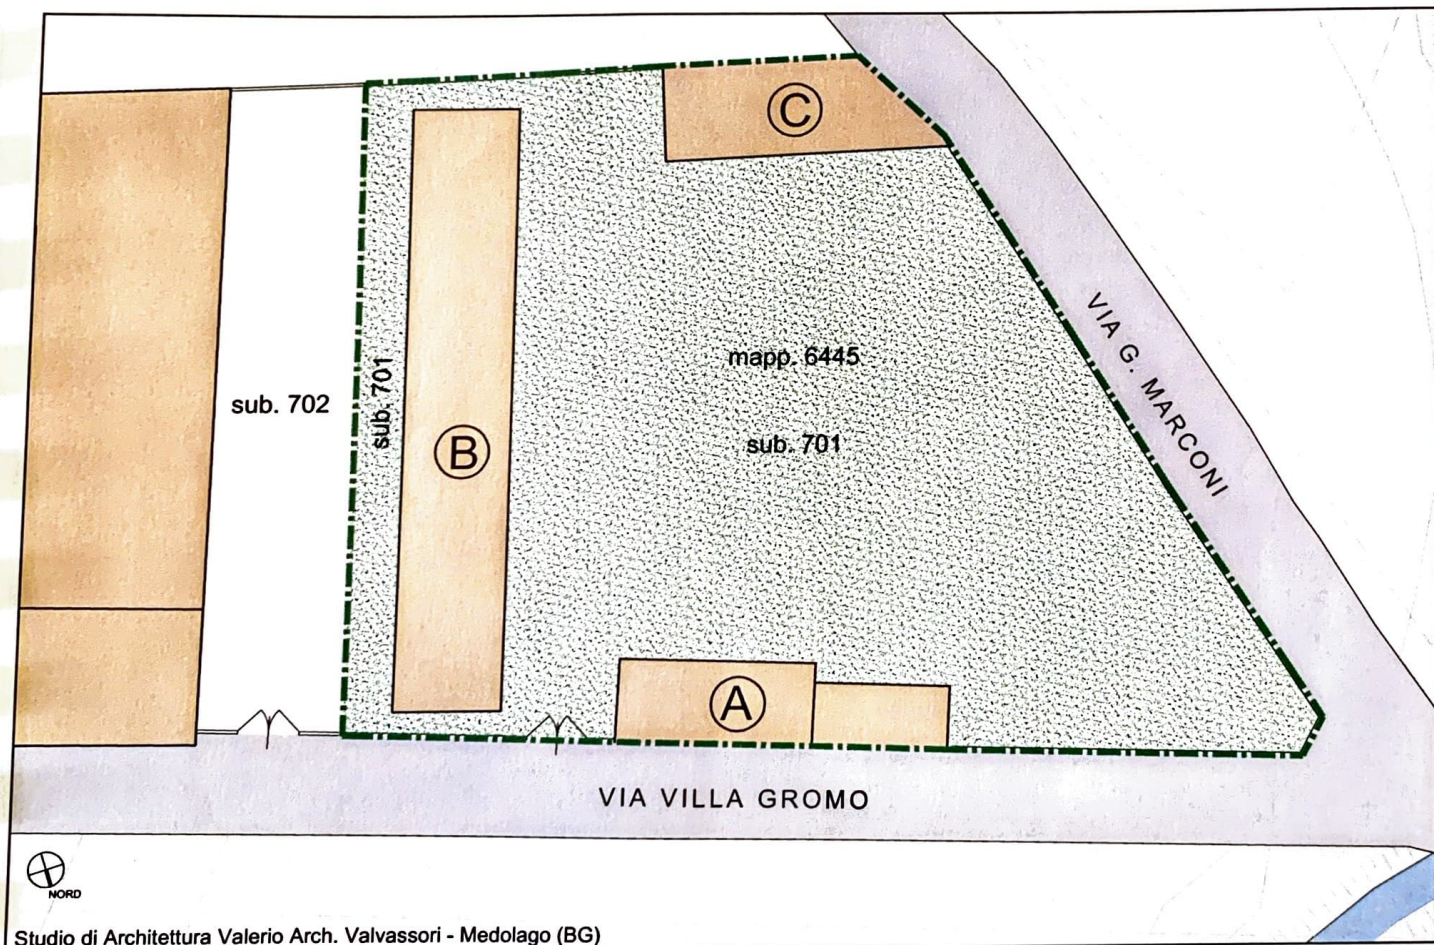 C
VIA G. MARCONI
mapp. 6445
sub. 701
sub. 702
sub. 701
B
A
VIA VILLA GROMO
NORD
Studio di Architettura Valerio Arch. Valvassori - Medolago (BG)